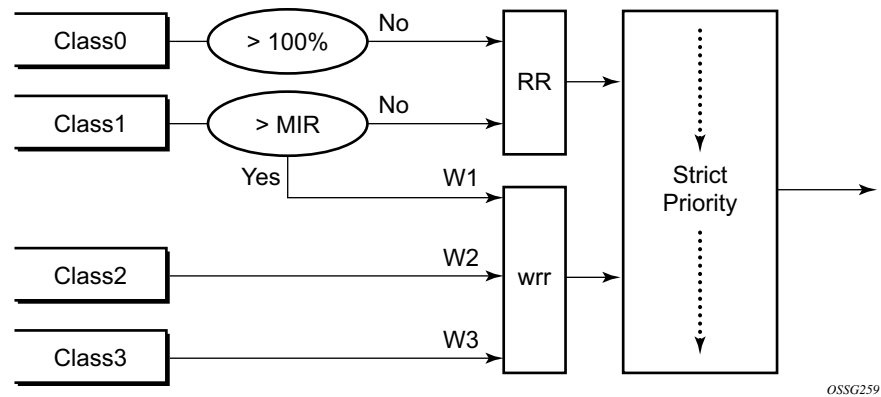 Class0
> 100%
No
RR
Class1
> MIR
No
Yes
W1
Strict
Priority
Class2
W2
wrr
Class3
W3
OSSG259